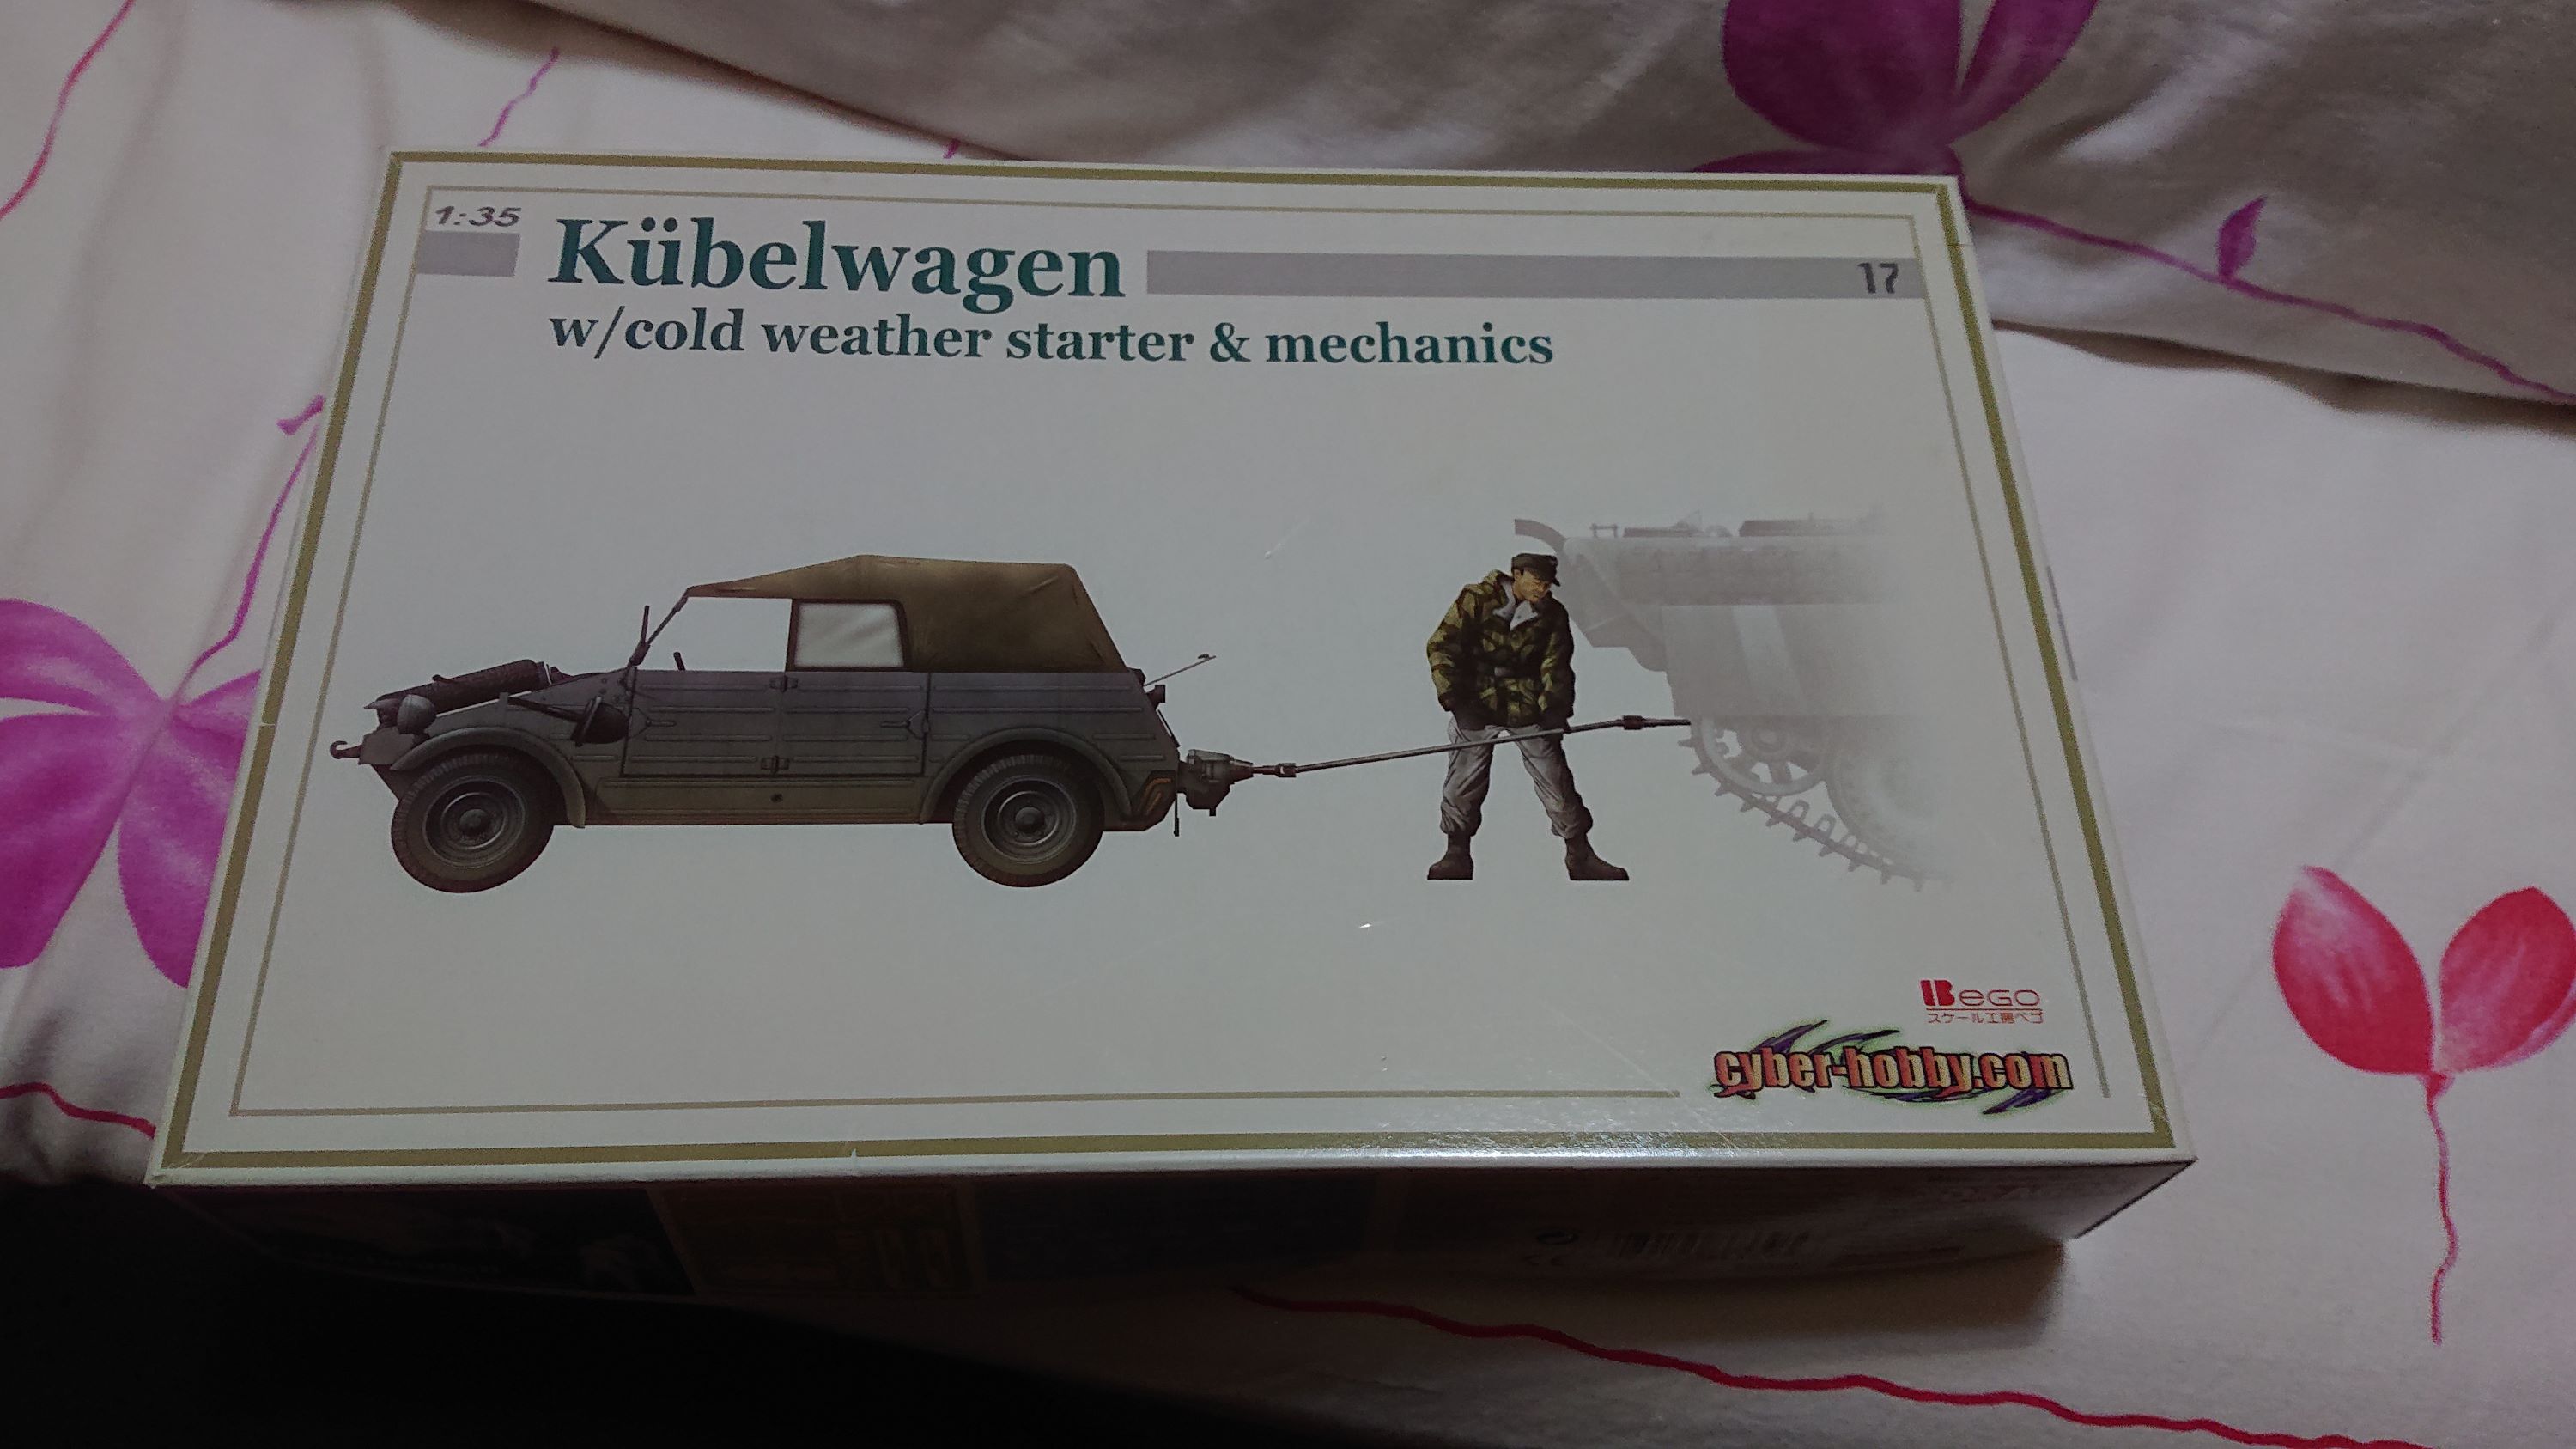 1:35
Kübelwagen
17
w/cold weather starter & mechanics
BEGO
スケール工房ベゴ
cyber-hobby.com